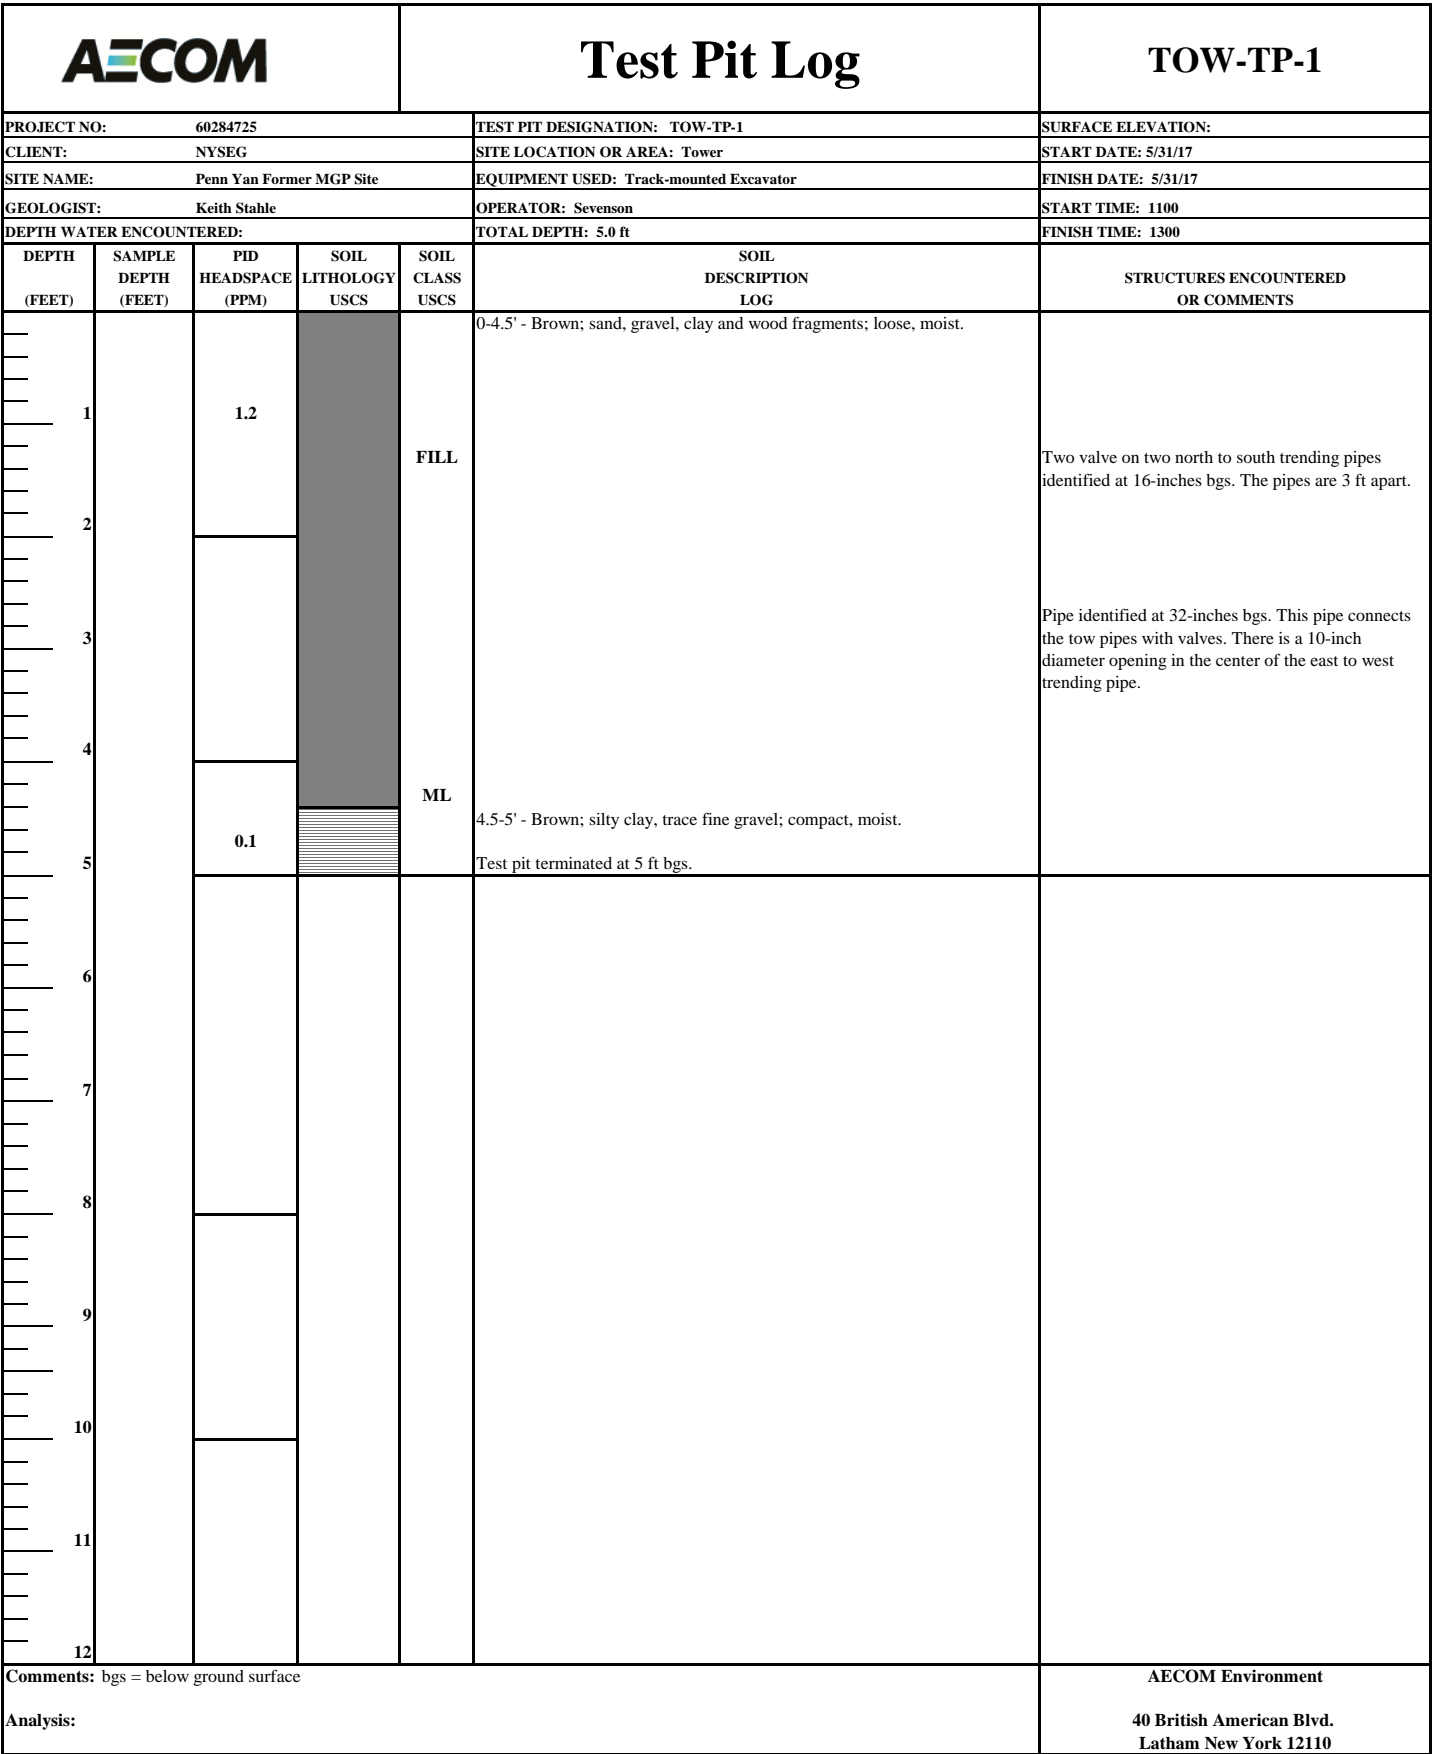 AECOM
Test Pit Log
TOW-TP-1
PROJECT NO: 60284725
TEST PIT DESIGNATION: TOW-TP-1
SURFACE ELEVATION:
CLIENT: NYSEG
SITE LOCATION OR AREA: Tower
START DATE: 5/31/17
SITE NAME: Penn Yan Former MGP Site
EQUIPMENT USED: Track-mounted Excavator
FINISH DATE: 5/31/17
GEOLOGIST: Keith Stahle
OPERATOR: Sevenson
START TIME: 1100
DEPTH WATER ENCOUNTERED:
TOTAL DEPTH: 5.0 ft
FINISH TIME: 1300
DEPTH
(FEET)
SAMPLE
DEPTH
(FEET)
PID
HEADSPACE
(PPM)
SOIL
LITHOLOGY
USCS
SOIL
CLASS
USCS
SOIL
DESCRIPTION
LOG
STRUCTURES ENCOUNTERED
OR COMMENTS
0-4.5' - Brown; sand, gravel, clay and wood fragments; loose, moist.
1
1.2
FILL
Two valve on two north to south trending pipes
identified at 16-inches bgs. The pipes are 3 ft apart.
2
Pipe identified at 32-inches bgs. This pipe connects
the tow pipes with valves. There is a 10-inch
diameter opening in the center of the east to west
trending pipe.
3
4
ML
4.5-5' - Brown; silty clay, trace fine gravel; compact, moist.
0.1
5
Test pit terminated at 5 ft bgs.
6
7
8
9
10
11
12
Comments: bgs = below ground surface
Analysis:
AECOM Environment
40 British American Blvd.
Latham New York 12110